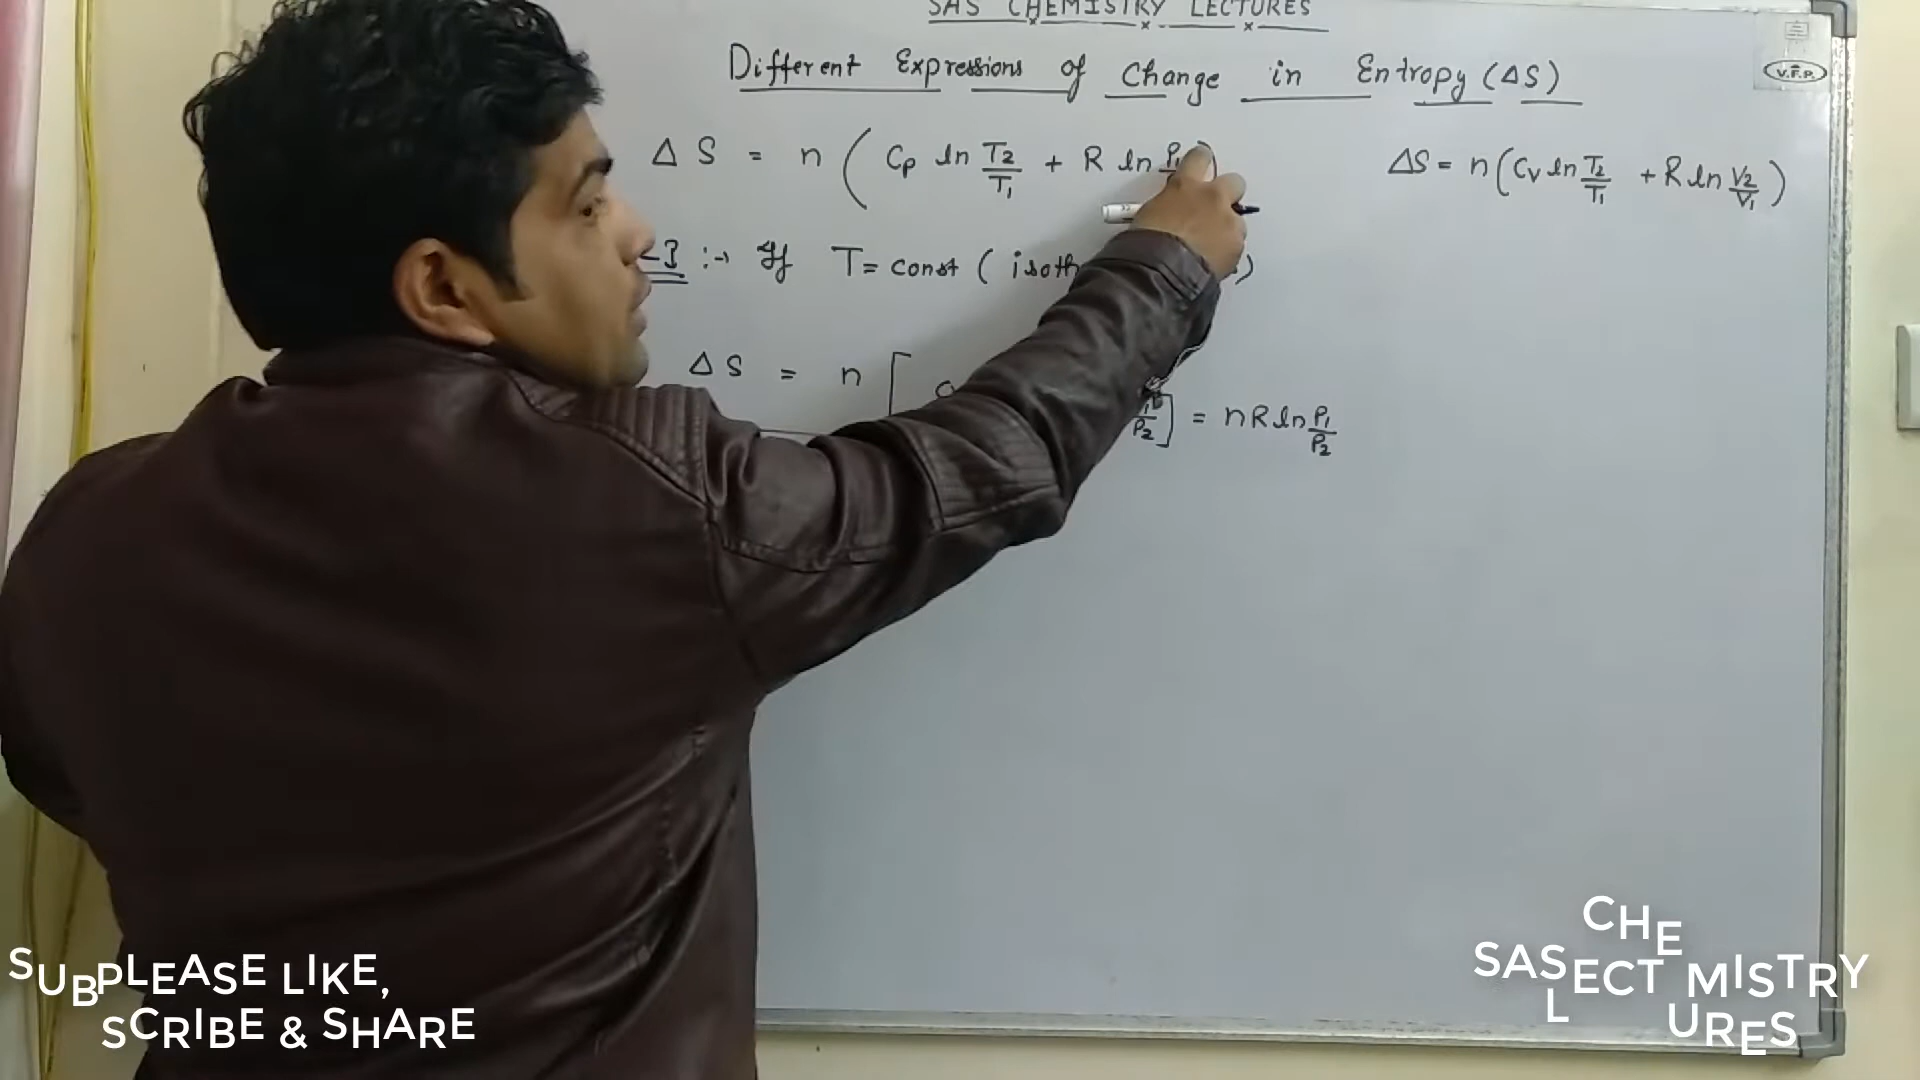 SAS CHEMISTRY LECTURES
Different Expressions of Change in Entropy (ΔS)
ΔS = n ( Cp ln T2/T1 + R ln P1
ΔS = n ( Cv ln T2/T1 + R ln V2/V1 )
:→ If T = const ( )
ΔS = n [
P2 ] = nR ln P1/P2
V.F.P.
PLEASE LIKE,
SUBSCRIBE & SHARE
SAS CHEMISTRY
LECTURES